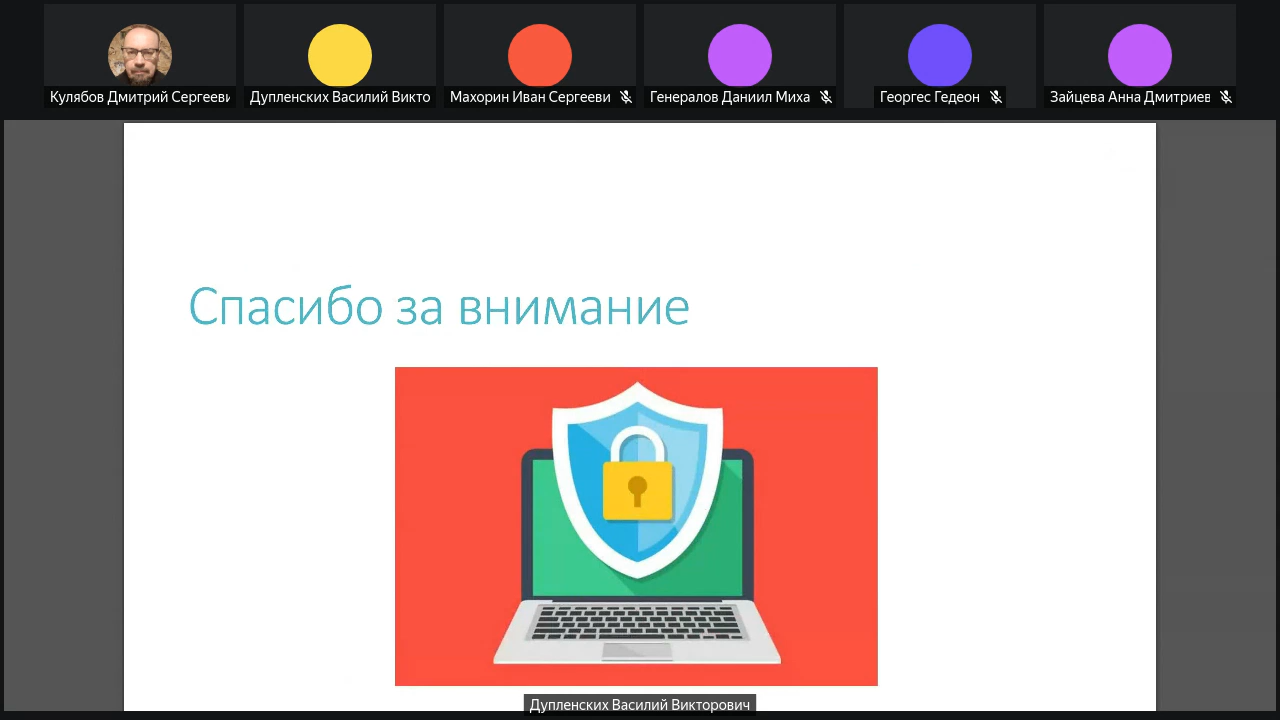 Кулябов Дмитрий Сергееви
Дупленских Василий Викто
Махорин Иван Сергееви
Генералов Даниил Миха
Георгес Гедеон
Зайцева Анна Дмитриев
Спасибо за внимание
Дупленских Василий Викторович